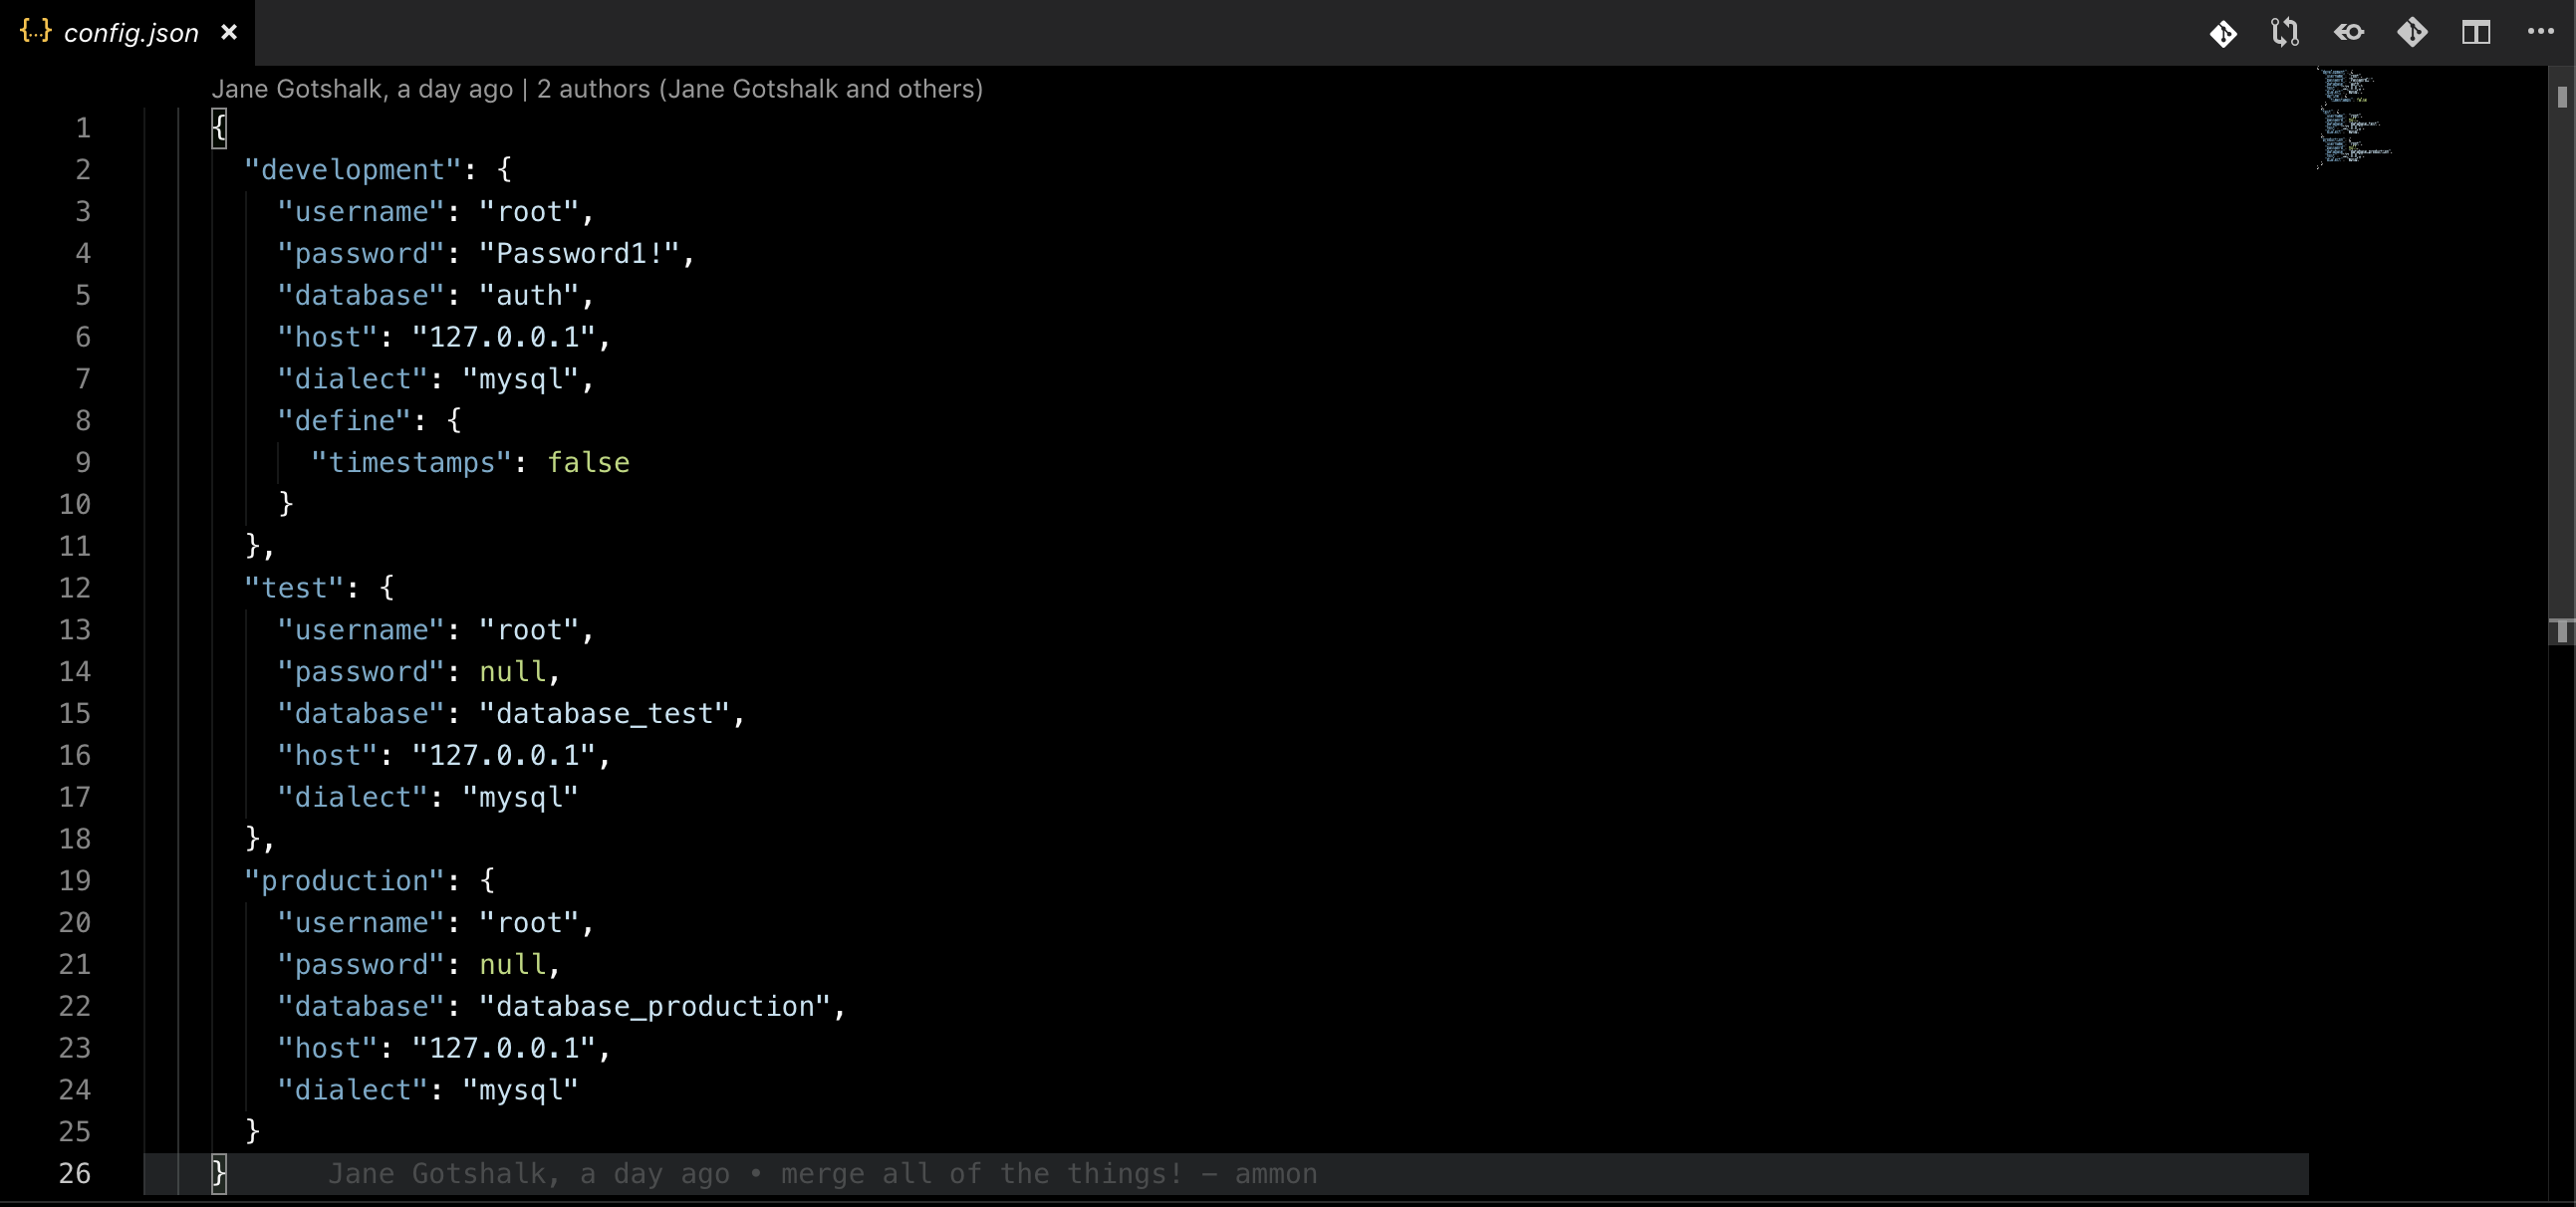 {...} config.json ×
Jane Gotshalk, a day ago | 2 authors (Jane Gotshalk and others)
1 {
2 "development": {
3 "username": "root",
4 "password": "Password1!",
5 "database": "auth",
6 "host": "127.0.0.1",
7 "dialect": "mysql",
8 "define": {
9 "timestamps": false
10 }
11 },
12 "test": {
13 "username": "root",
14 "password": null,
15 "database": "database_test",
16 "host": "127.0.0.1",
17 "dialect": "mysql"
18 },
19 "production": {
20 "username": "root",
21 "password": null,
22 "database": "database_production",
23 "host": "127.0.0.1",
24 "dialect": "mysql"
25 }
26 } Jane Gotshalk, a day ago • merge all of the things! — ammon